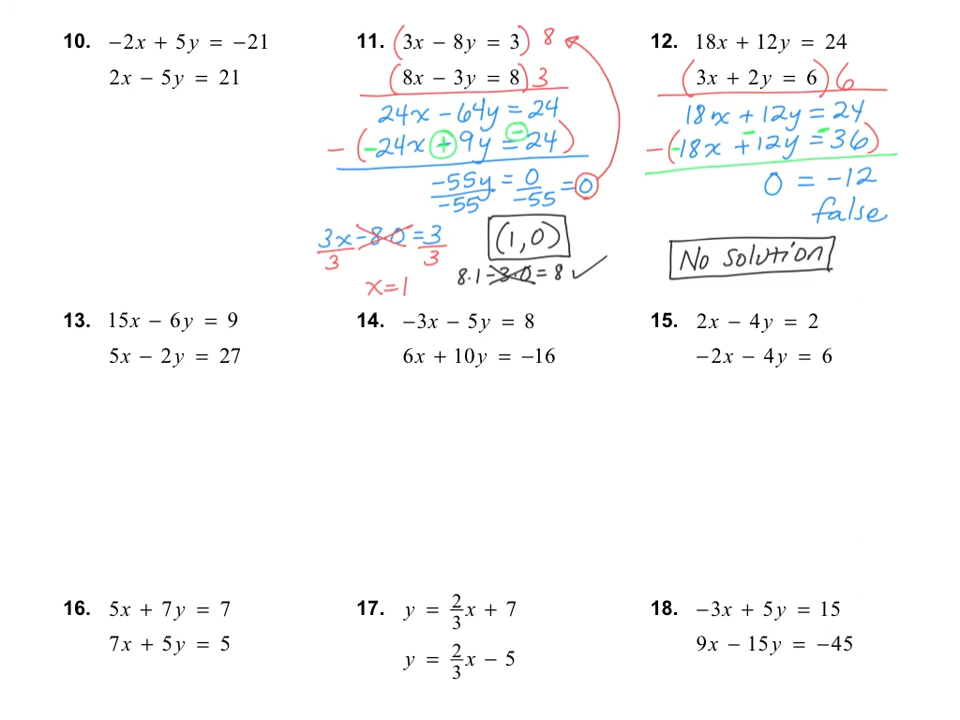 10. −2x + 5y = −21
2x − 5y = 21
11. (3x − 8y = 3) 8
(8x − 3y = 8) 3
24x − 64y = 24
− (−24x + 9y = − 24)
−55y/−55 = 0/−55 = 0
3x/3 − 8·0 = 3/3
x = 1
(1, 0)
8·1 − 3·0 = 8 ✓
12. 18x + 12y = 24
(3x + 2y = 6) 6
18x + 12y = 24
− (−18x + − 12y = − 36)
0 = −12
false
No solution
13. 15x − 6y = 9
5x − 2y = 27
14. −3x − 5y = 8
6x + 10y = −16
15. 2x − 4y = 2
−2x − 4y = 6
16. 5x + 7y = 7
7x + 5y = 5
17. y = 2/3 x + 7
y = 2/3 x − 5
18. −3x + 5y = 15
9x − 15y = −45